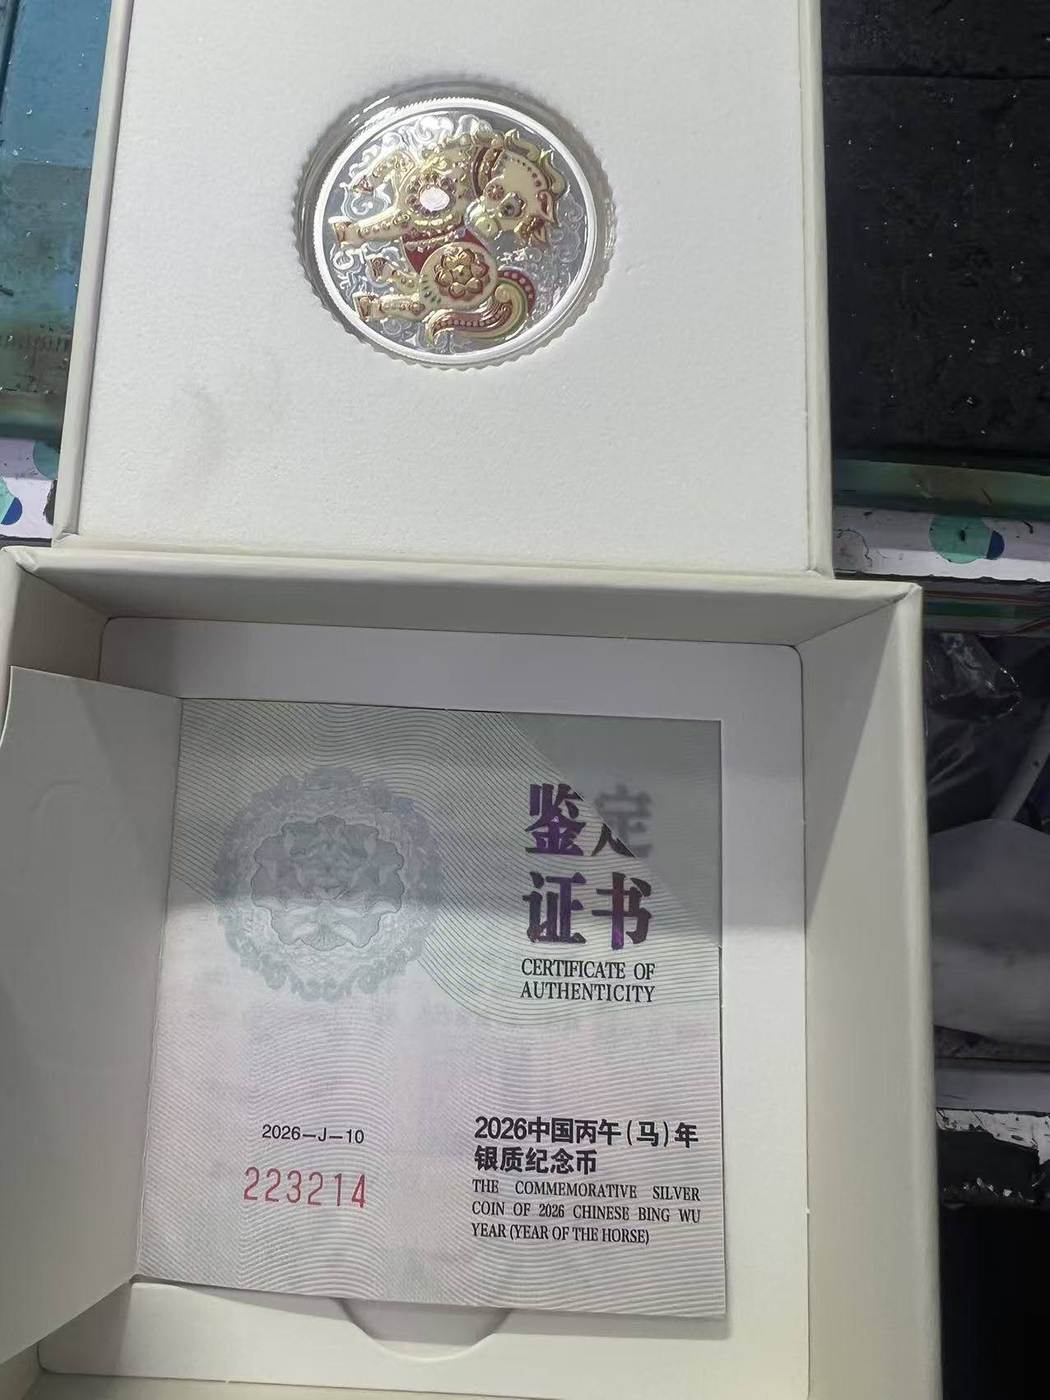 鉴定
证书
CERTIFICATE OF
AUTHENTICITY
2026—J—10
223214
2026中国丙午(马)年
银质纪念币
THE COMMEMORATIVE SILVER
COIN OF 2026 CHINESE BING WU
YEAR (YEAR OF THE HORSE)